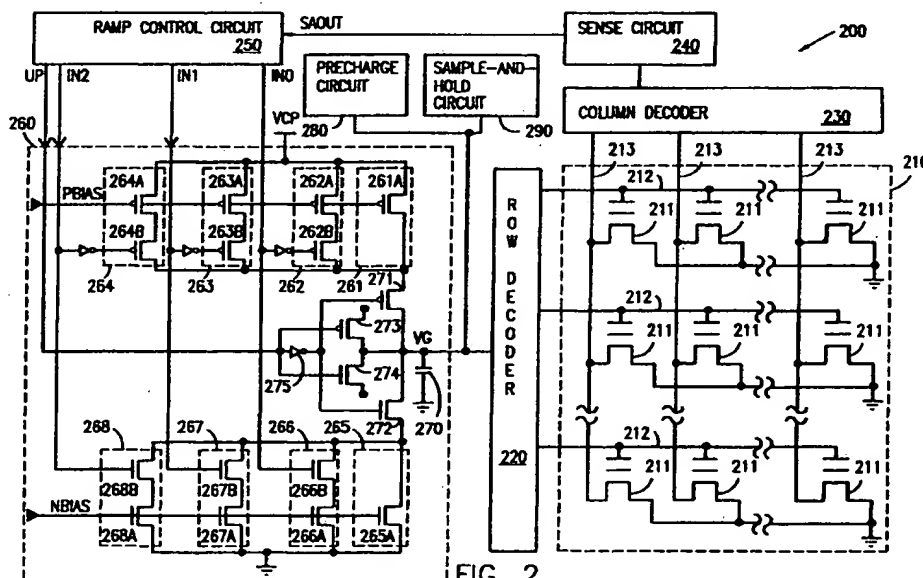 RAMP CONTROL CIRCUIT
250
SAOUT
SENSE CIRCUIT
240
200
UP
IN2
IN1
IN0
PRECHARGE
CIRCUIT
SAMPLE-AND-
HOLD
CIRCUIT
COLUMN DECODER
230
260
VCP
280
290
213
213
213
210
264A
263A
262A
261A
212
PBIAS
211
211
211
264B
263B
262B
264
263
262
261
271
ROW
DECODER
220
273
VG
212
211
211
211
275
274
272
270
268
267
266
265
212
268B
267B
266B
211
211
211
NBIAS
268A
267A
266A
265A
FIG. 2